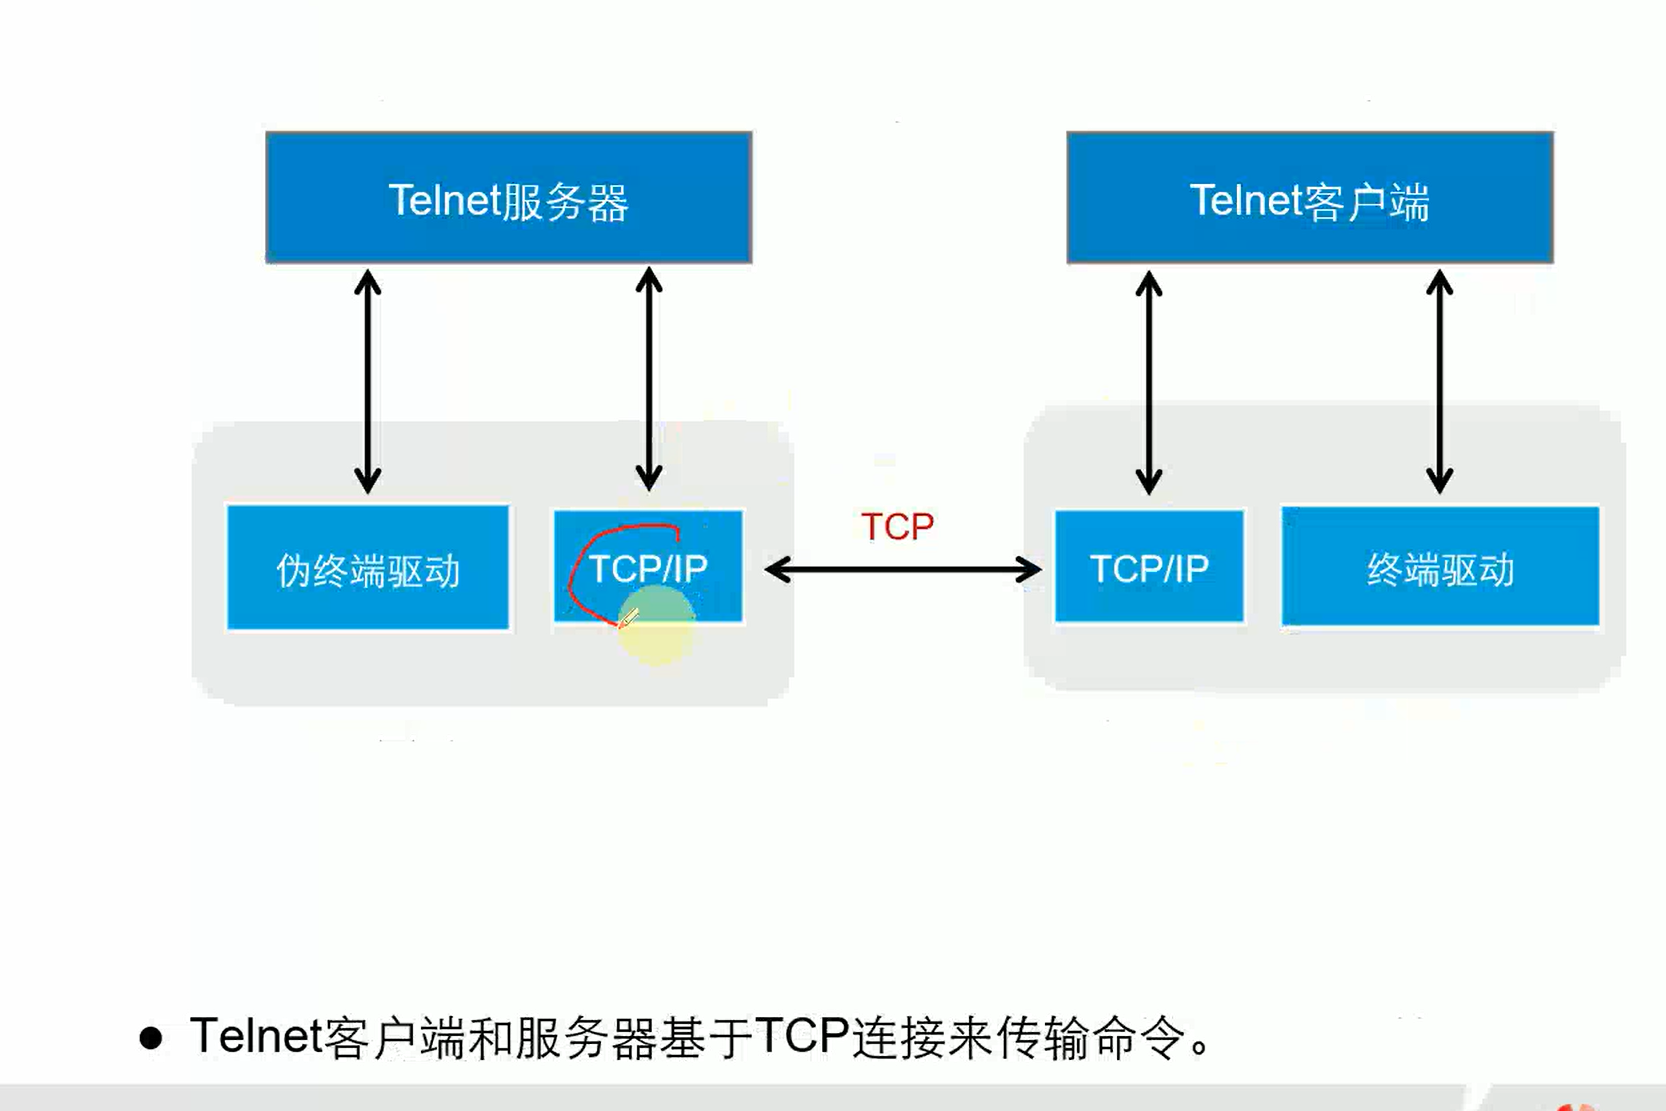 Telnet服务器
Telnet客户端
TCP
伪终端驱动
TCP/IP
TCP/IP
终端驱动
Telnet客户端和服务器基于TCP连接来传输命令。